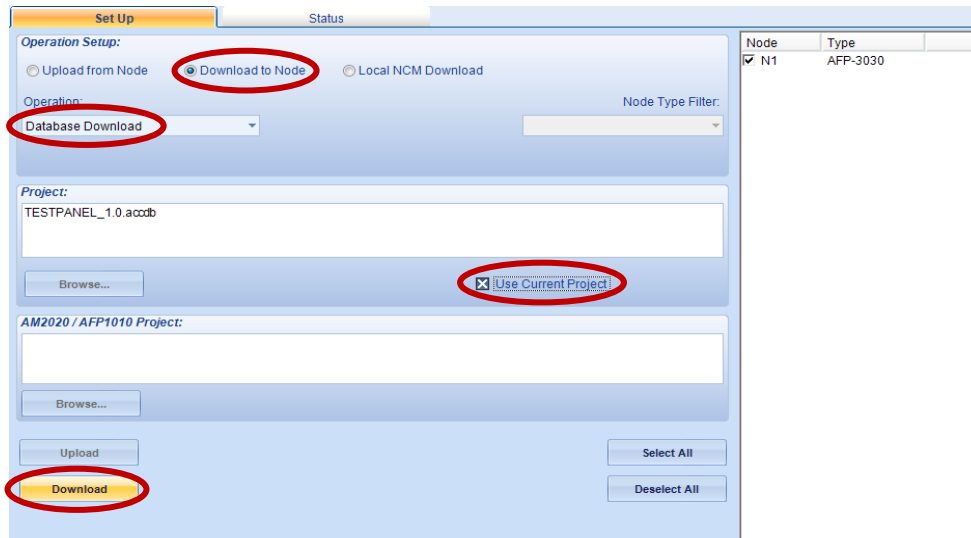 Set Up Status
Operation Setup:
Upload from Node Download to Node Local NCM Download
Operation: Node Type Filter:
Database Download
Project:
TESTPANEL_1.0.accdb
Browse... Use Current Project
AM2020 / AFP1010 Project:
Browse...
Upload Select All
Download Deselect All
Node Type
N1 AFP-3030